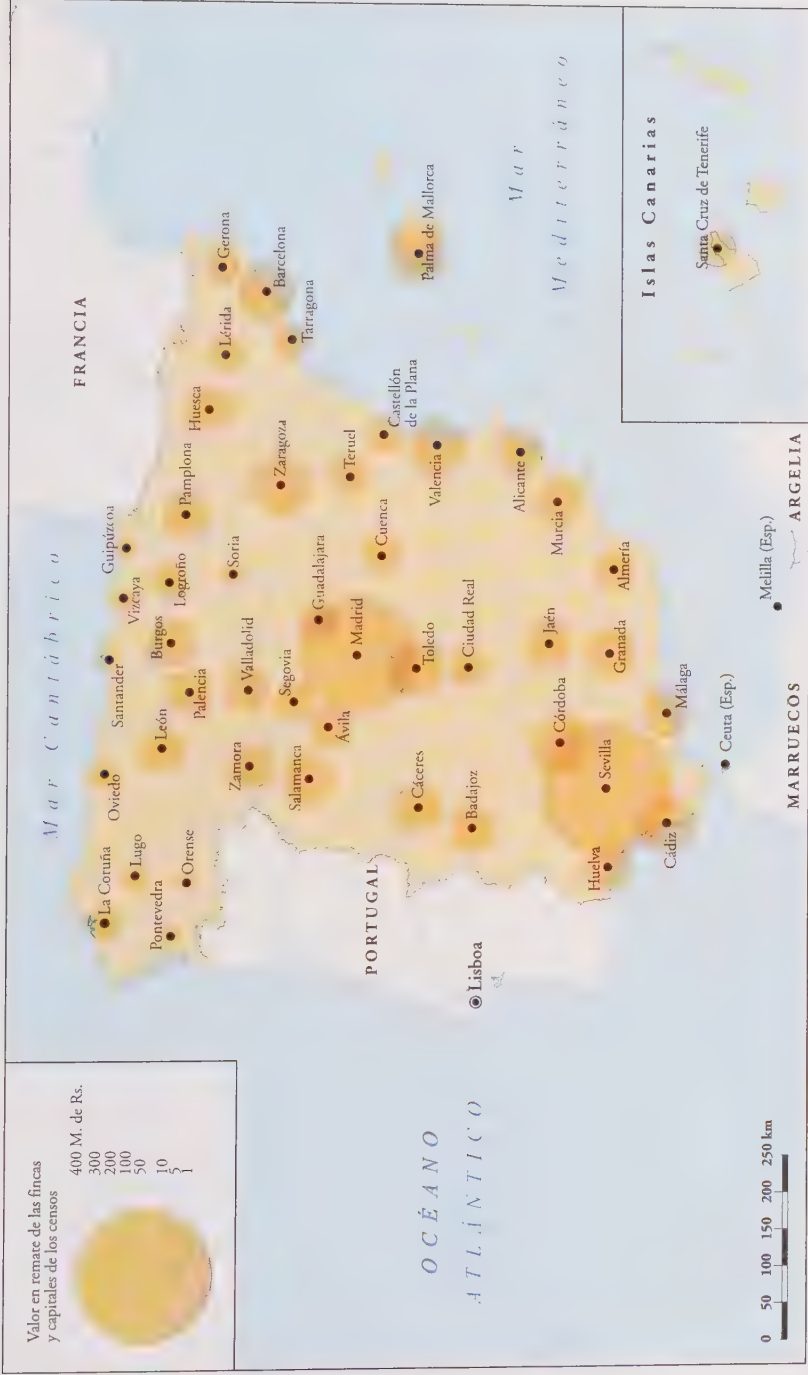 Valor en remate de las fincas
y capitales de los censos
400 M. de Rs.
300
200
100
50
10
5
1
Mar Cantábrico
FRANCIA
La Coruña
Lugo
Pontevedra
Orense
Oviedo
Santander
Vizcaya
Guipúzcoa
León
Palencia
Burgos
Logroño
Pamplona
Huesca
Lérida
Gerona
Barcelona
Tarragona
Zamora
Valladolid
Soria
Zaragoza
Salamanca
Segovia
Ávila
Guadalajara
Madrid
Teruel
Cuenca
Castellón
de la Plana
PORTUGAL
Lisboa
Cáceres
Toledo
Badajoz
Ciudad Real
Valencia
Palma de Mallorca
Mar
Mediterráneo
Alicante
Murcia
Córdoba
Jaén
Sevilla
Huelva
Granada
Almería
Cádiz
Málaga
Ceuta (Esp.)
Melilla (Esp.)
MARRUECOS
ARGELIA
OCÉANO
ATLÁNTICO
0 50 100 150 200 250 km
Islas Canarias
Santa Cruz de Tenerife